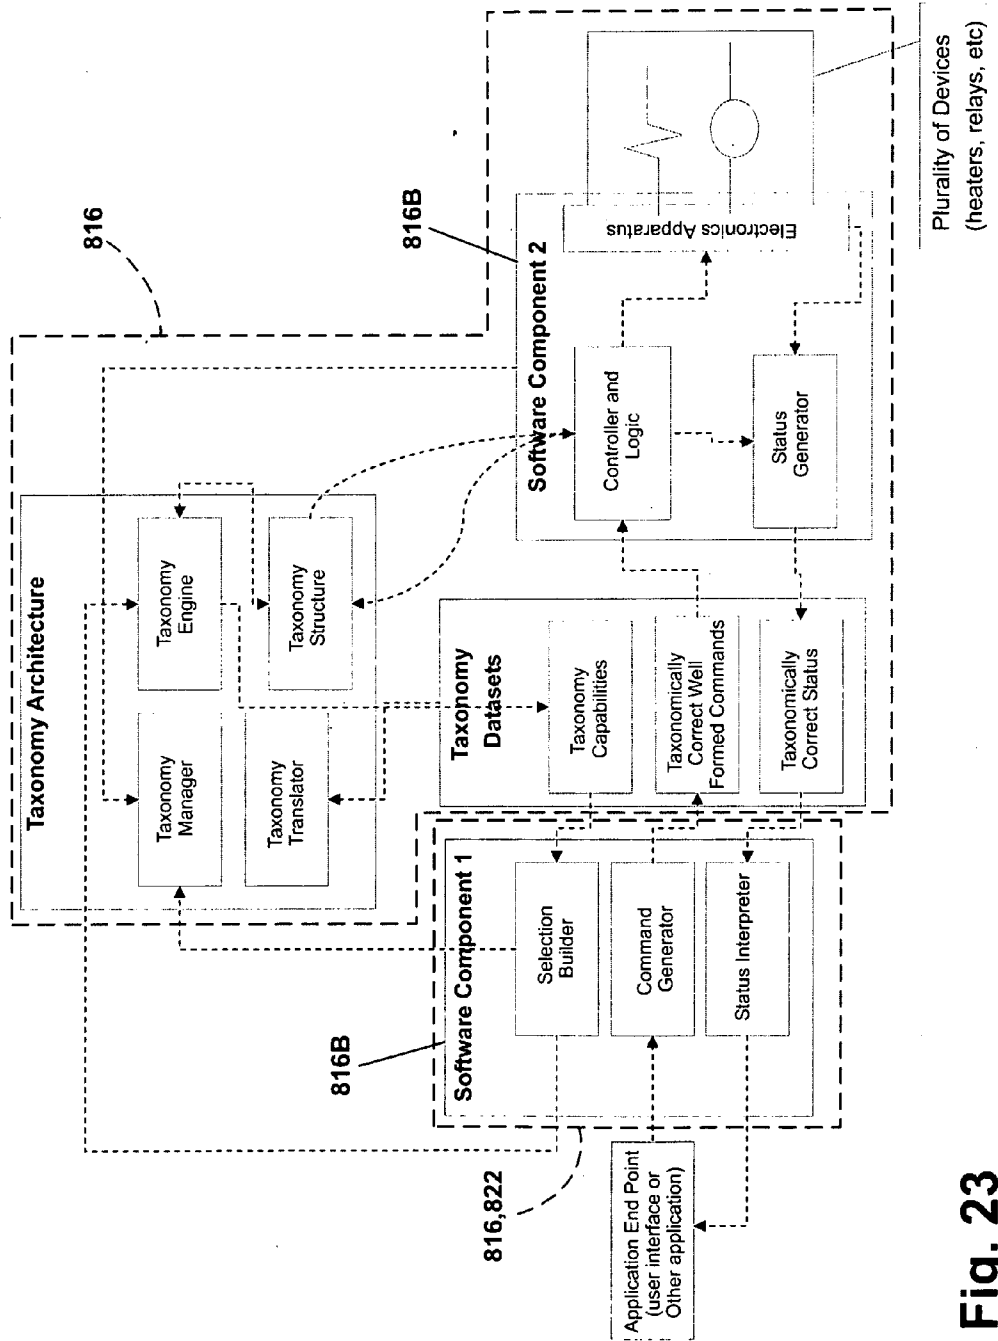 816
816B
Taxonomy Architecture
Taxonomy
Manager
Taxonomy
Engine
Taxonomy
Translator
Taxonomy
Structure
816B
Software Component 1
Selection
Builder
Command
Generator
Status Interpreter
Taxonomy
Datasets
Taxonomy
Capabilities
Taxonomically
Correct Well
Formed Commands
Taxonomically
Correct Status
Software Component 2
Controller and
Logic
Status
Generator
Electronics Apparatus
816,822
Application End Point
(user interface or
Other application)
Plurality of Devices
(heaters, relays, etc)
Fig. 23